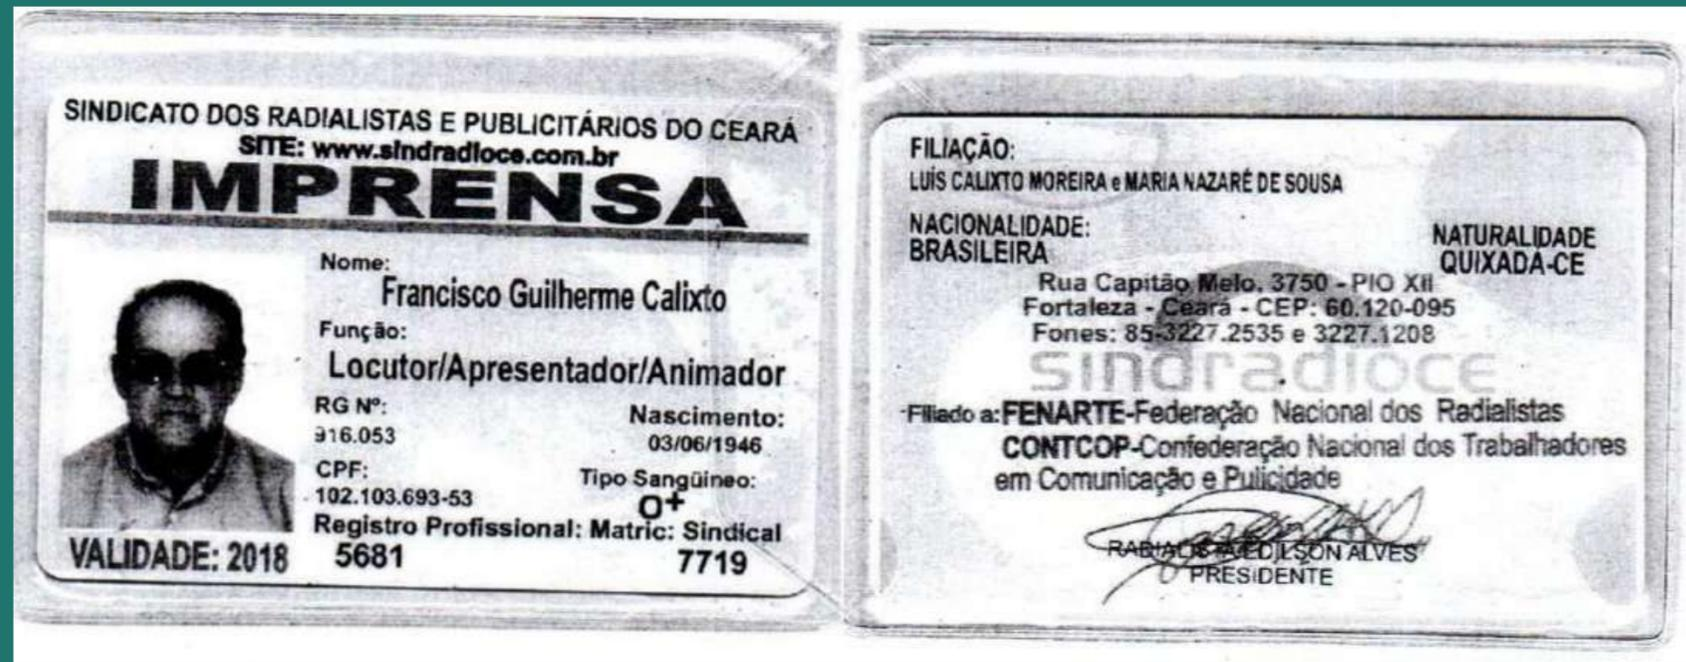 SINDICATO DOS RADIALISTAS E PUBLICITÁRIOS DO CEARÁ
SITE: www.sindradioce.com.br
IMPRENSA
Nome:
Francisco Guilherme Calixto
Função:
Locutor/Apresentador/Animador
RG Nº: Nascimento:
916.053 03/06/1946
CPF: Tipo Sangüineo:
102.103.693-53 O+
Registro Profissional: Matric: Sindical
VALIDADE: 2018 5681 7719
FILIAÇÃO:
LUÍS CALIXTO MOREIRA e MARIA NAZARÉ DE SOUSA
NACIONALIDADE: NATURALIDADE
BRASILEIRA QUIXADÁ-CE
Rua Capitão Melo, 3750 - PIO XII
Fortaleza - Ceará - CEP: 60.120-095
Fones: 85-3227.2535 e 3227.1208
sindradioce
Filiado a: FENARTE-Federação Nacional dos Radialistas
CONTCOP-Confederação Nacional dos Trabalhadores
em Comunicação e Pulicidade
RADIALISTA EDILSON ALVES
PRESIDENTE